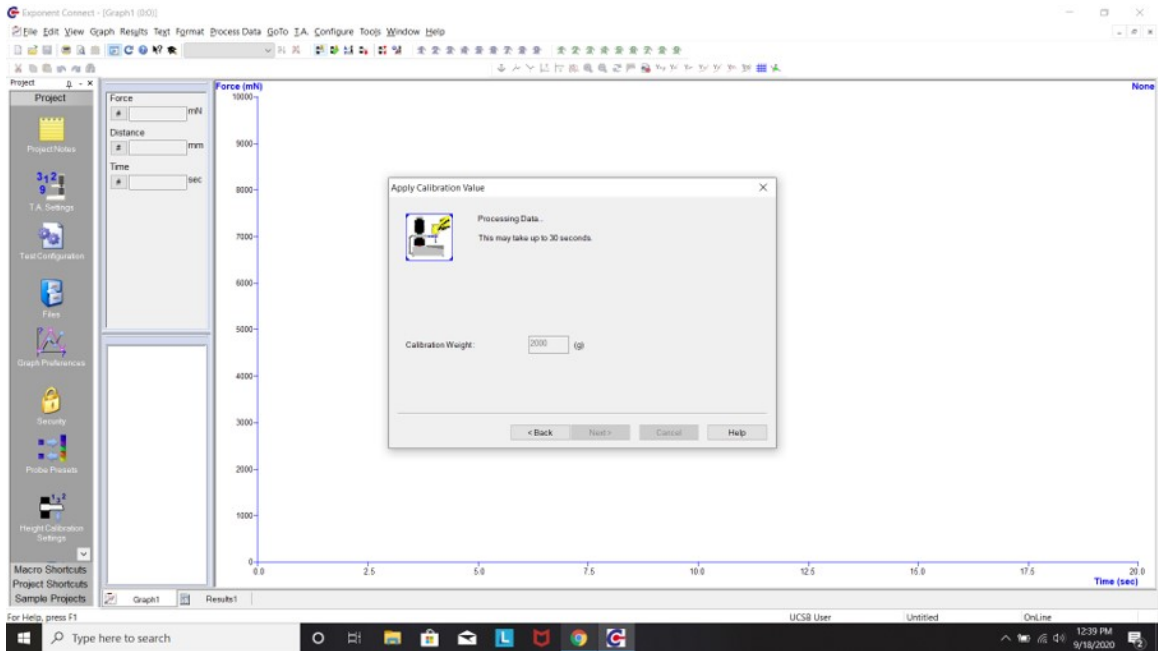 Exponent Connect - [Graph1 (0:0)]
File Edit View Graph Results Text Format Process Data GoTo T.A. Configure Tools Window Help
Project
Project
Project Notes
T.A. Settings
Test Configuration
Files
Graph Preferences
Security
Probe Presets
Height Calibration
Settings
Macro Shortcuts
Project Shortcuts
Sample Projects
Force
# mN
Distance
# mm
Time
# sec
Force (mN)
None
10000
9000
8000
7000
6000
5000
4000
3000
2000
1000
0
0.0 2.5 5.0 7.5 10.0 12.5 15.0 17.5 20.0
Time (sec)
Apply Calibration Value
Processing Data..
This may take up to 30 seconds.
Calibration Weight: 2000 (g)
< Back Next > Cancel Help
Graph1 Results1
For Help, press F1 UCSB User Untitled OnLine
Type here to search
12:39 PM
9/18/2020